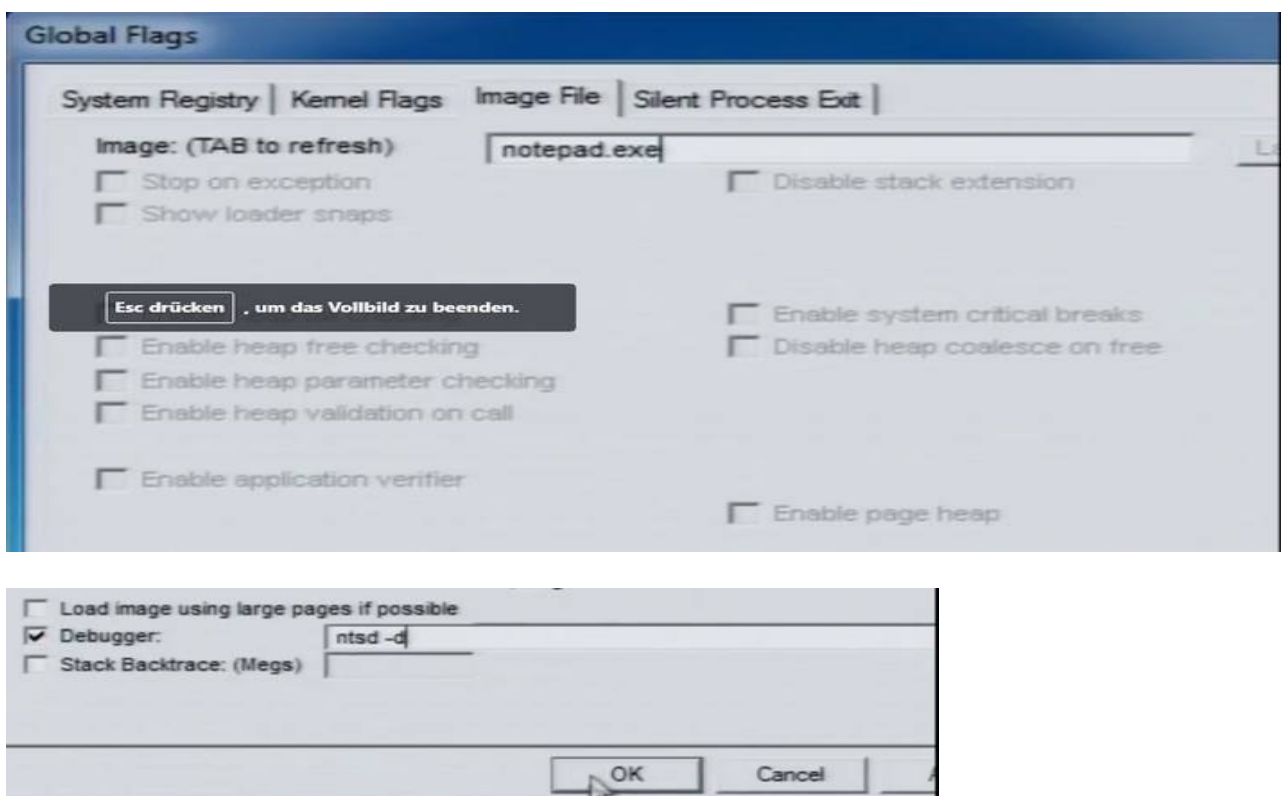 Global Flags
System Registry Kernel Flags Image File Silent Process Exit
Image: (TAB to refresh) notepad.exe
Stop on exception Disable stack extension
Show loader snaps
Esc drücken , um das Vollbild zu beenden.
Enable system critical breaks
Enable heap free checking Disable heap coalesce on free
Enable heap parameter checking
Enable heap validation on call
Enable application verifier
Enable page heap
Load image using large pages if possible
Debugger: ntsd -d
Stack Backtrace: (Megs)
OK Cancel